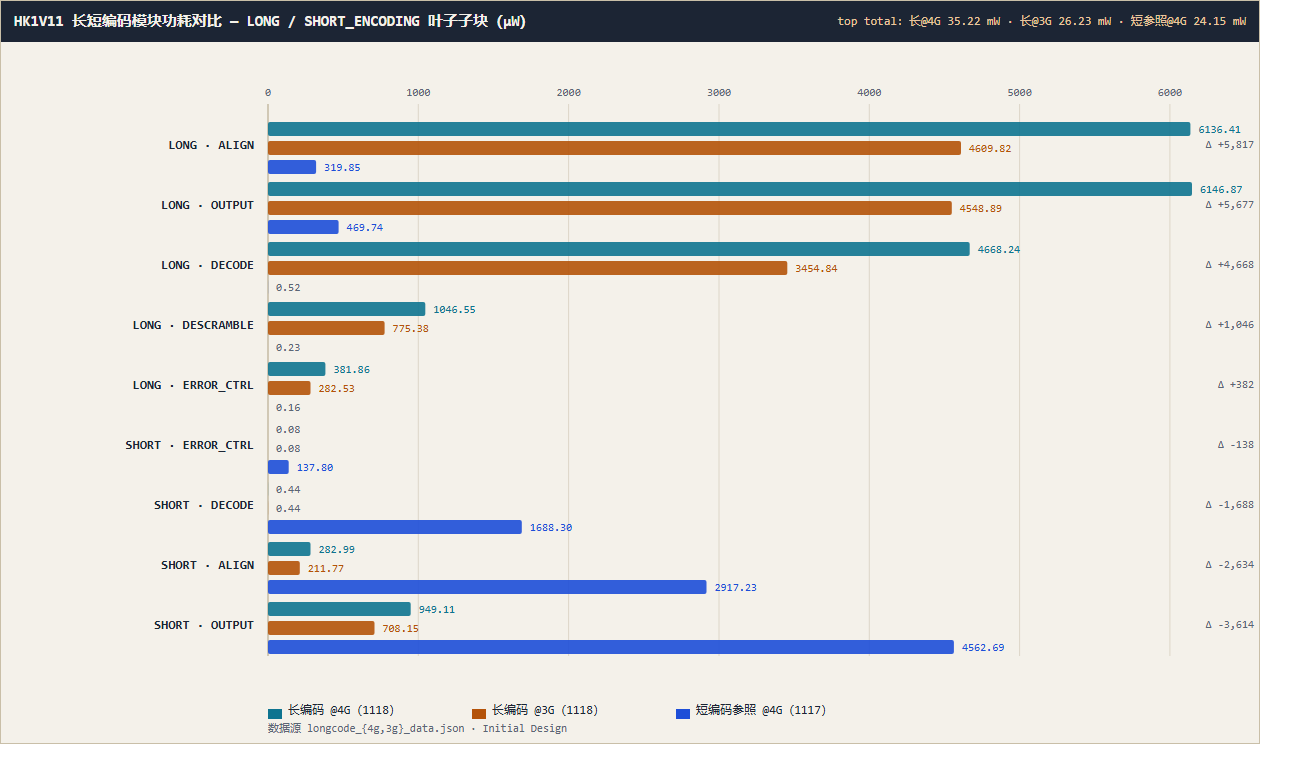 HK1V11 长短编码模块功耗对比 — LONG / SHORT_ENCODING 叶子子块 (μW)
top total: 长@4G 35.22 mW · 长@3G 26.23 mW · 短参照@4G 24.15 mW
0 1000 2000 3000 4000 5000 6000
6136.41
LONG · ALIGN 4609.82 Δ +5,817
319.85
6146.87
LONG · OUTPUT 4548.89 Δ +5,677
469.74
4668.24
LONG · DECODE 3454.84 Δ +4,668
0.52
1046.55
LONG · DESCRAMBLE 775.38 Δ +1,046
0.23
381.86
LONG · ERROR_CTRL 282.53 Δ +382
0.16
0.08
SHORT · ERROR_CTRL 0.08 Δ -138
137.80
0.44
SHORT · DECODE 0.44 Δ -1,688
1688.30
282.99
SHORT · ALIGN 211.77 Δ -2,634
2917.23
949.11
SHORT · OUTPUT 708.15 Δ -3,614
4562.69
长编码 @4G (1118) 长编码 @3G (1118) 短编码参照 @4G (1117)
数据源 longcode_{4g,3g}_data.json · Initial Design